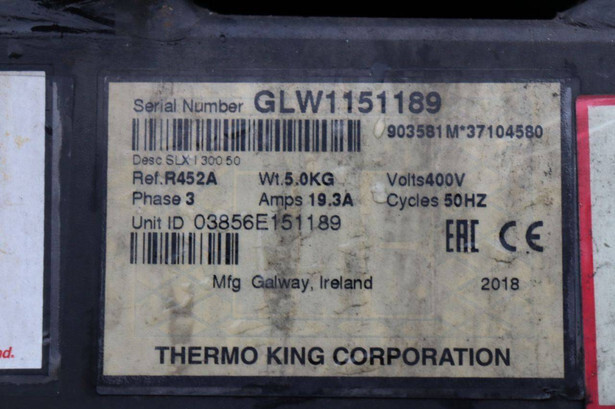 Serial Number GLW1151189
903581M*37104580
Desc SLX I 300 50
Ref.R452A Wt.5.0KG Volts400V
Phase 3 Amps 19.3A Cycles 50HZ
Unit ID 03856E151189
EAC CE
Mfg Galway, Ireland 2018
THERMO KING CORPORATION
nd.